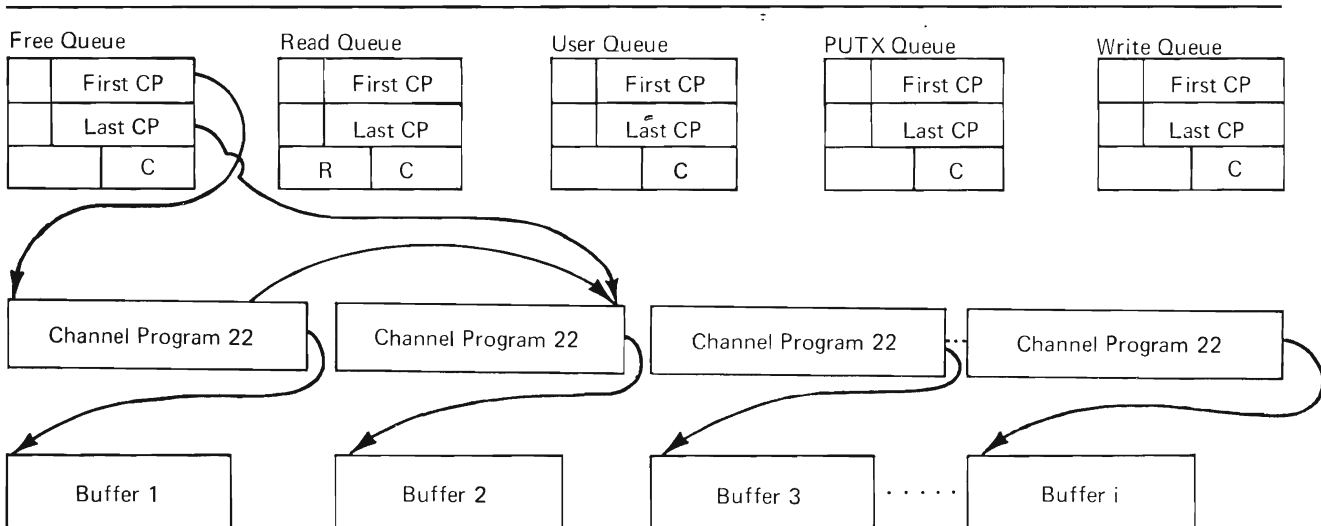 Free Queue Read Queue User Queue PUTX Queue Write Queue
First CP First CP First CP First CP First CP
Last CP Last CP Last CP Last CP Last CP
C R C C C C
Channel Program 22 Channel Program 22 Channel Program 22 ... Channel Program 22
Buffer 1 Buffer 2 Buffer 3 ..... Buffer i